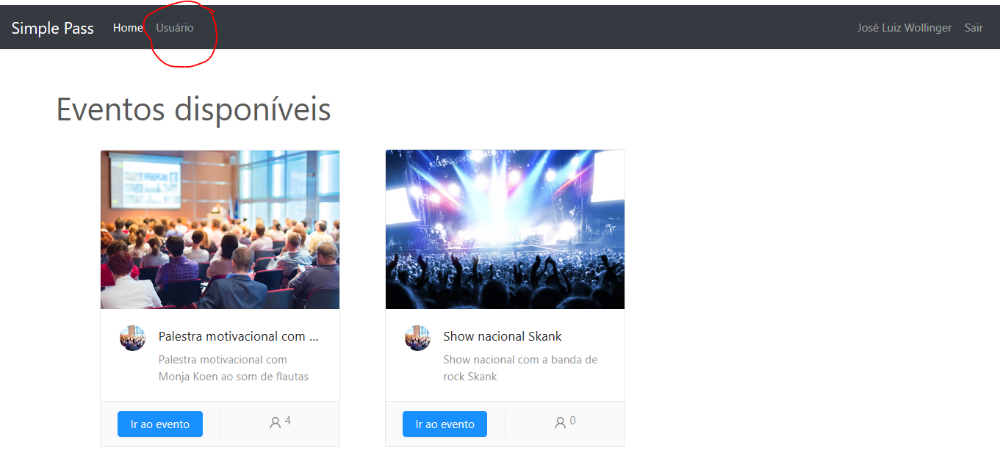 Simple Pass Home Usuário José Luiz Wollinger Sair
Eventos disponíveis
Palestra motivacional com ...
Palestra motivacional com
Monja Koen ao som de flautas
Ir ao evento 4
Show nacional Skank
Show nacional com a banda de
rock Skank
Ir ao evento 0